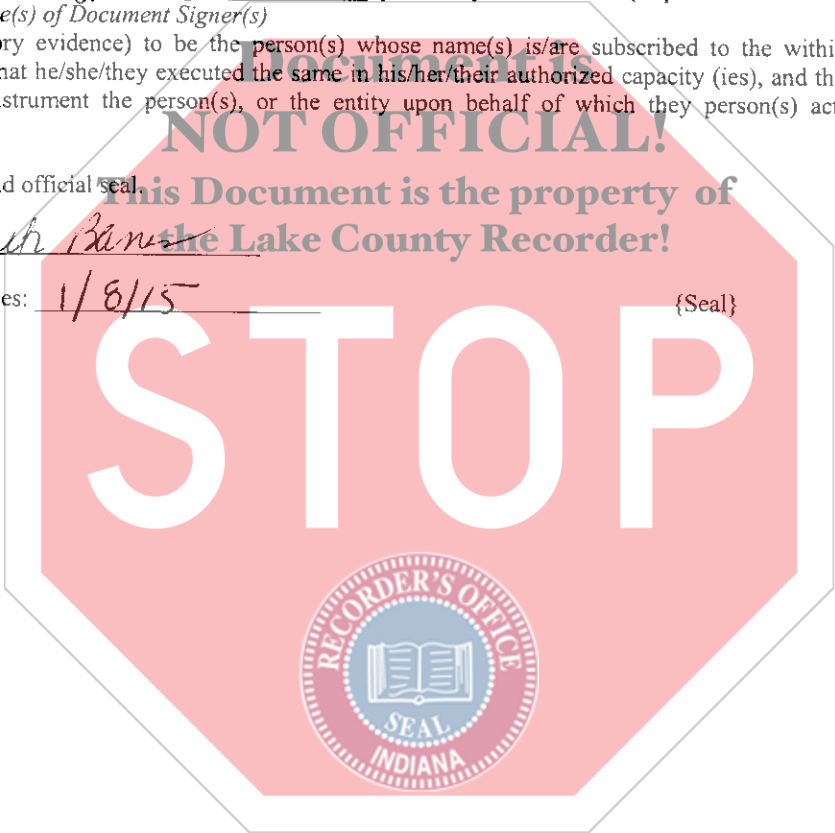 e(s) of Document Signer(s)
ory evidence) to be the person(s) whose name(s) is/are subscribed to the withi
hat he/she/they executed the same in his/her/their authorized capacity (ies), and th
strument the person(s), or the entity upon behalf of which they person(s) act
Document is
NOT OFFICIAL!
d official seal.
This Document is the property of
the Lake County Recorder!
es: 1/8/15
{Seal}
STOP
RECORDER'S OFFICE
SEAL
INDIANA